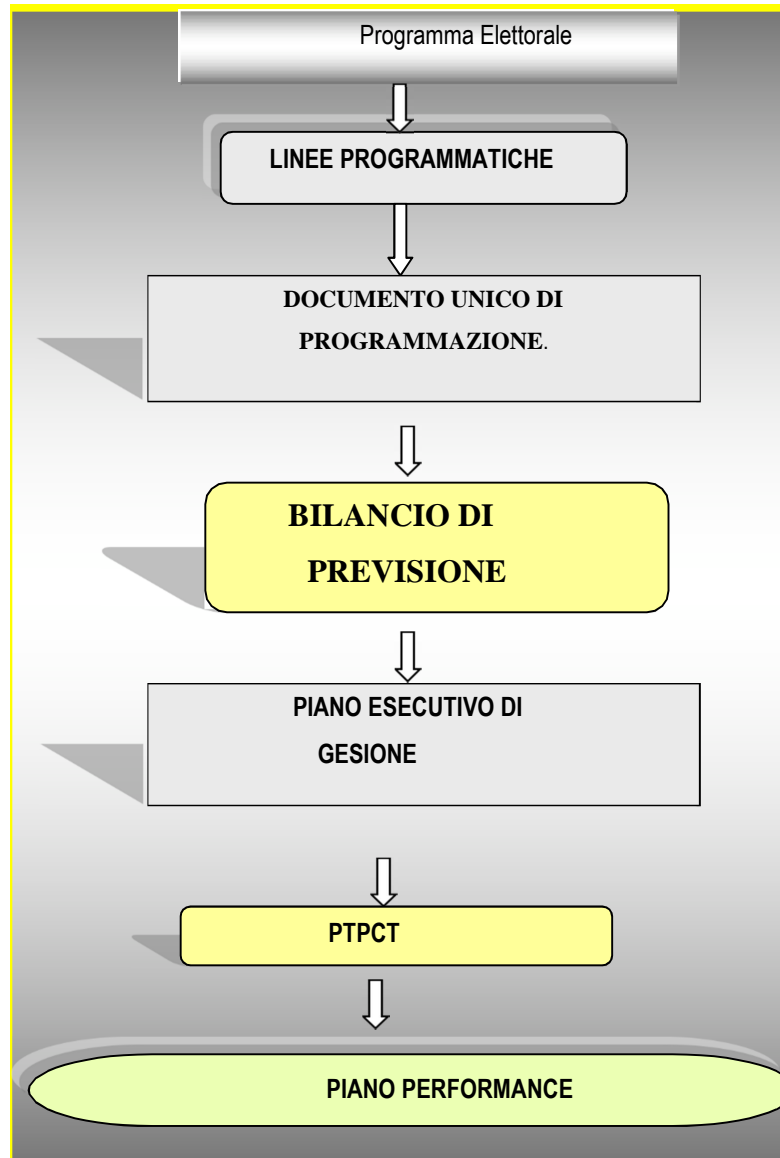 Programma Elettorale
LINEE PROGRAMMATICHE
DOCUMENTO UNICO DI
PROGRAMMAZIONE.
BILANCIO DI
PREVISIONE
PIANO ESECUTIVO DI
GESIONE
PTPCT
PIANO PERFORMANCE